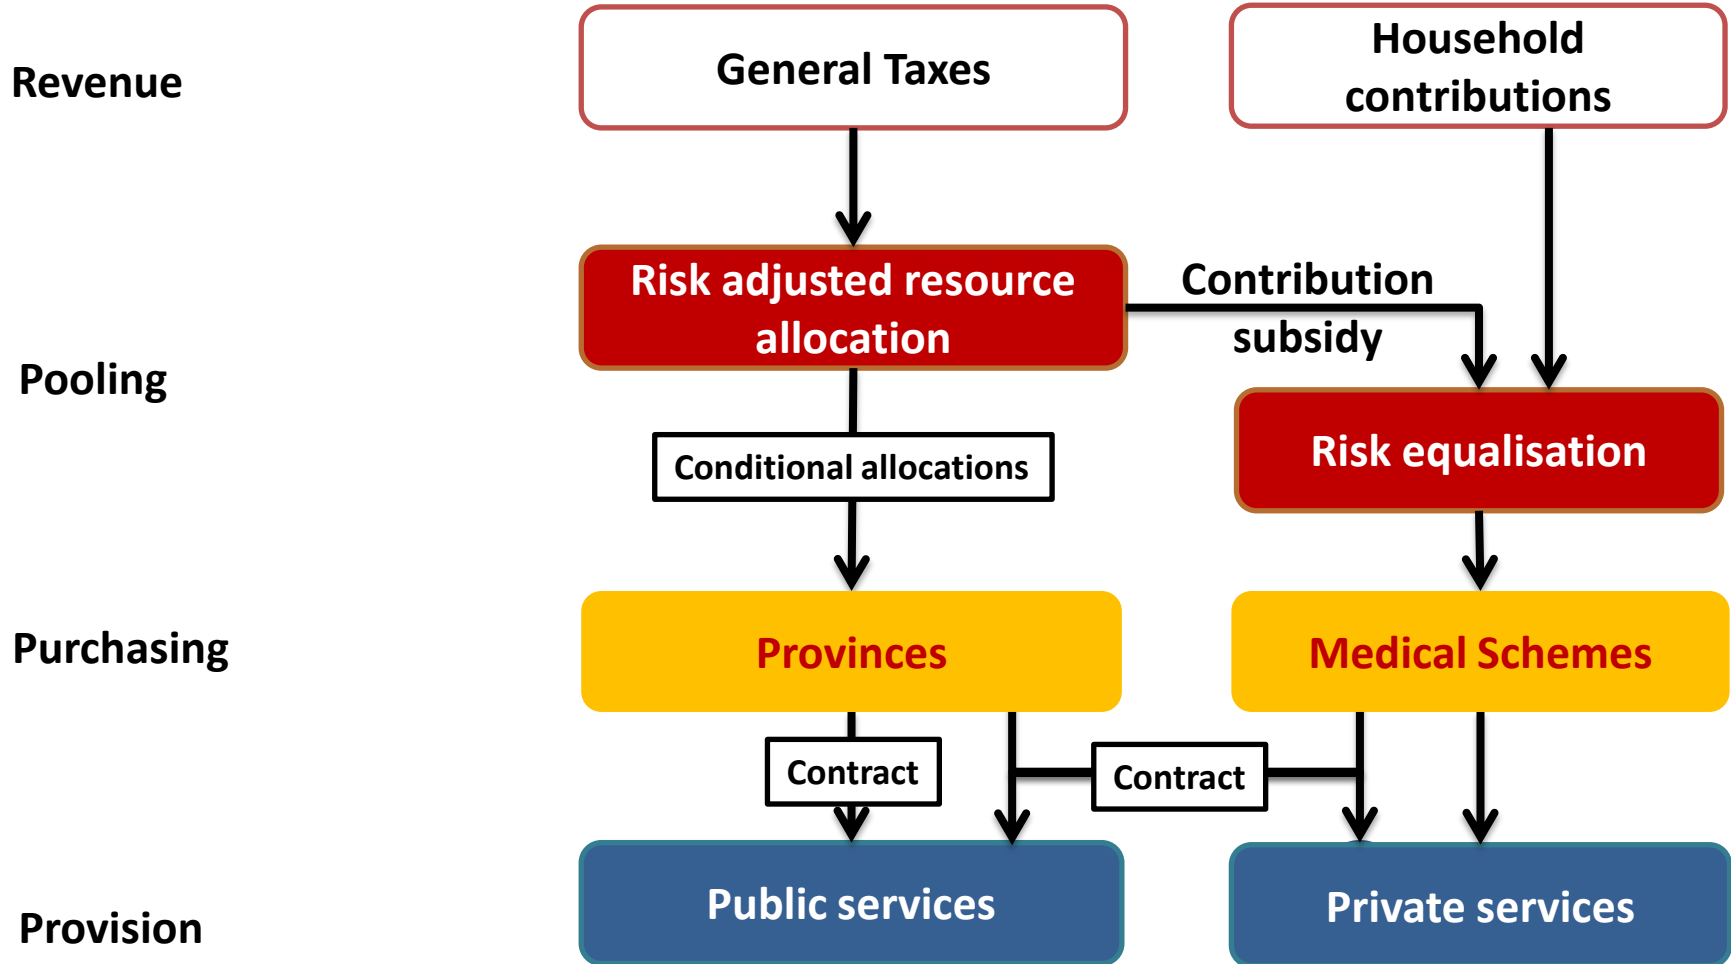 Revenue
General Taxes
Household
contributions
Risk adjusted resource
allocation
Contribution
subsidy
Pooling
Conditional allocations
Risk equalisation
Purchasing
Provinces
Medical Schemes
Contract
Contract
Provision
Public services
Private services